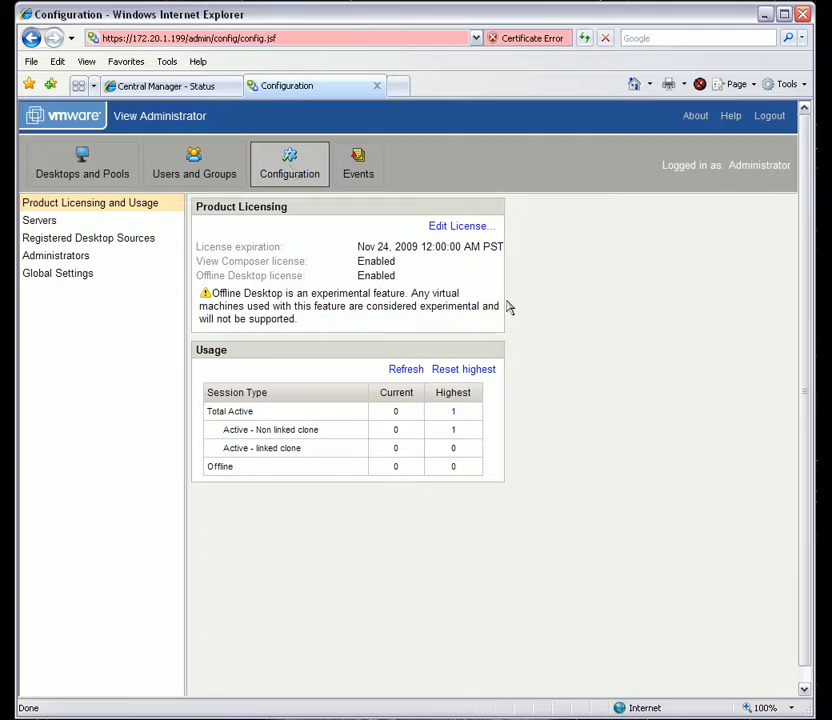 Configuration - Windows Internet Explorer
https://172.20.1.199/admin/config/config.jsf
Certificate Error
Google
File Edit View Favorites Tools Help
Central Manager - Status
Configuration
Page
Tools
vmware View Administrator
About Help Logout
Desktops and Pools
Users and Groups
Configuration
Events
Logged in as: Administrator
Product Licensing and Usage
Servers
Registered Desktop Sources
Administrators
Global Settings
Product Licensing
Edit License...
License expiration: Nov 24, 2009 12:00:00 AM PST
View Composer license: Enabled
Offline Desktop license: Enabled
Offline Desktop is an experimental feature. Any virtual
machines used with this feature are considered experimental and
will not be supported.
Usage
Refresh Reset highest
Session Type Current Highest
Total Active 0 1
Active - Non linked clone 0 1
Active - linked clone 0 0
Offline 0 0
Done
Internet
100%